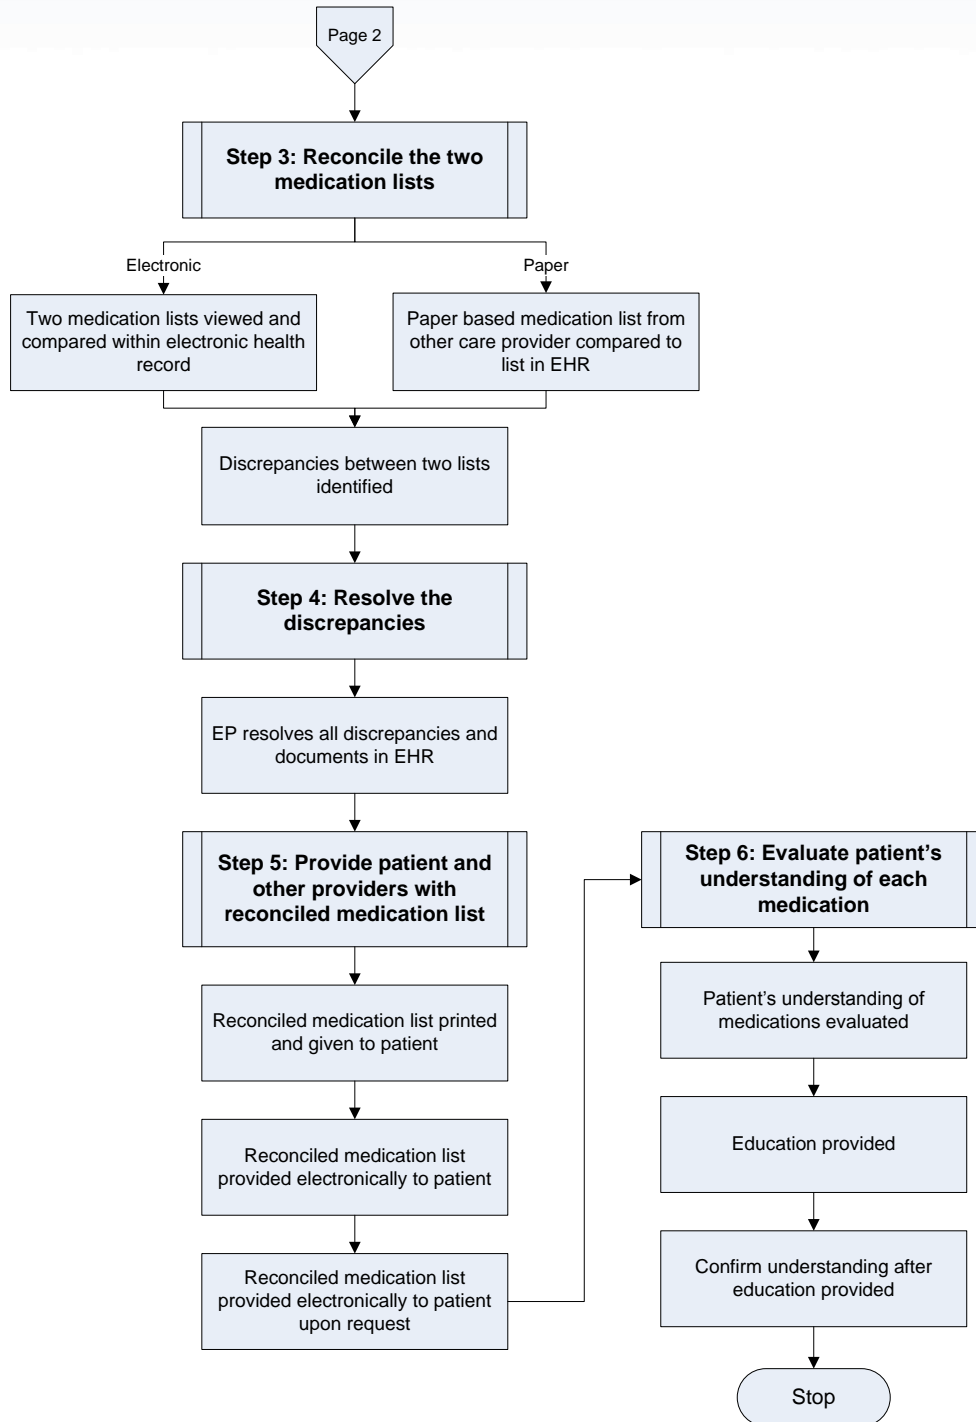 Page 2
Step 3: Reconcile the two
medication lists
Electronic
Paper
Two medication lists viewed and
compared within electronic health
record
Paper based medication list from
other care provider compared to
list in EHR
Discrepancies between two lists
identified
Step 4: Resolve the
discrepancies
EP resolves all discrepancies and
documents in EHR
Step 5: Provide patient and
other providers with
reconciled medication list
Reconciled medication list printed
and given to patient
Reconciled medication list
provided electronically to patient
Reconciled medication list
provided electronically to patient
upon request
Step 6: Evaluate patient’s
understanding of each
medication
Patient’s understanding of
medications evaluated
Education provided
Confirm understanding after
education provided
Stop